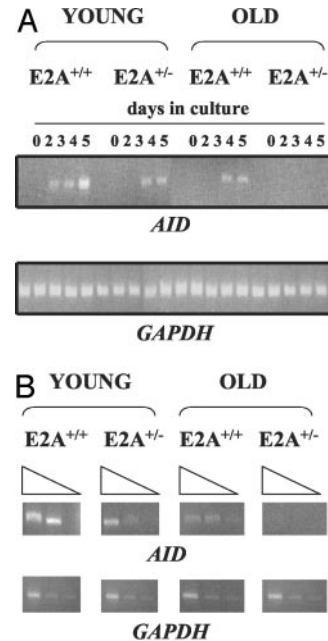 A
YOUNG OLD
E2A+/+ E2A+/- E2A+/+ E2A+/-
days in culture
0 2 3 4 5 0 2 3 4 5 0 2 3 4 5 0 2 3 4 5
AID
GAPDH
B
YOUNG OLD
E2A+/+ E2A+/- E2A+/+ E2A+/-
AID
GAPDH